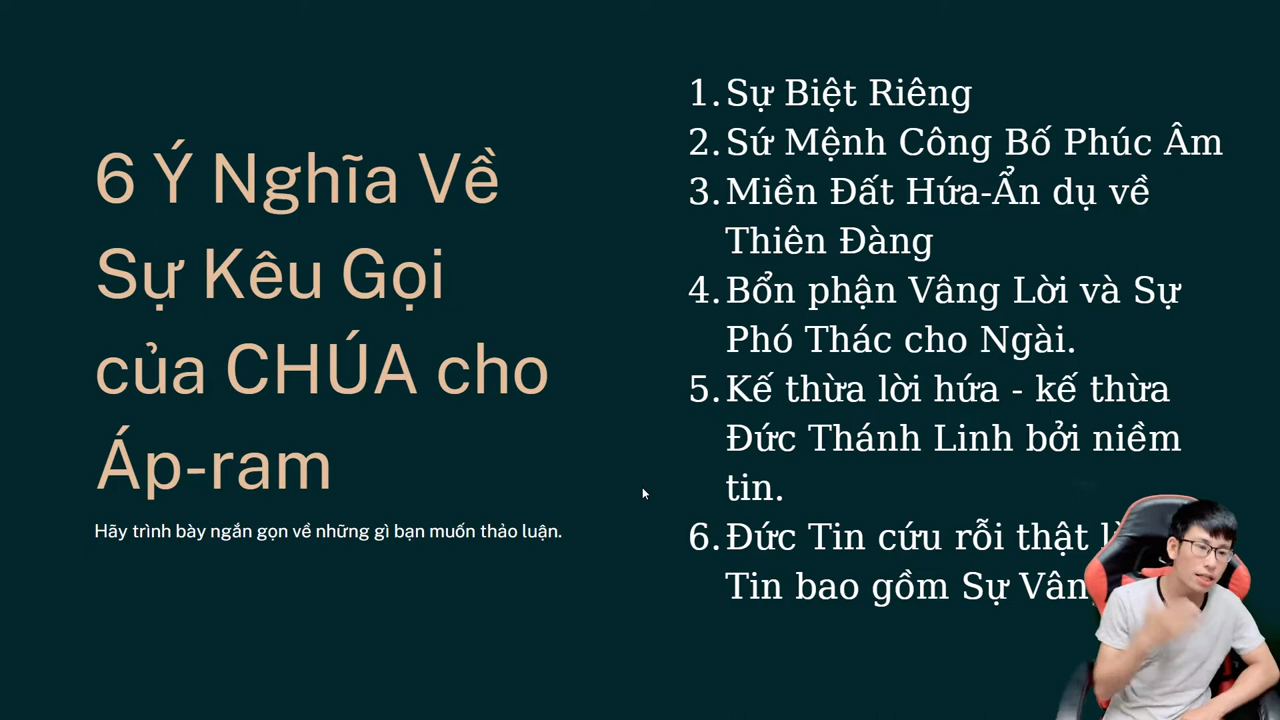 6 Ý Nghĩa Về
Sự Kêu Gọi
của CHÚA cho
Áp-ram
Hãy trình bày ngắn gọn về những gì bạn muốn thảo luận.
1. Sự Biệt Riêng
2. Sứ Mệnh Công Bố Phúc Âm
3. Miền Đất Hứa-Ẩn dụ về
Thiên Đàng
4. Bổn phận Vâng Lời và Sự
Phó Thác cho Ngài.
5. Kế thừa lời hứa - kế thừa
Đức Thánh Linh bởi niềm
tin.
6. Đức Tin cứu rỗi thật
Tin bao gồm Sự